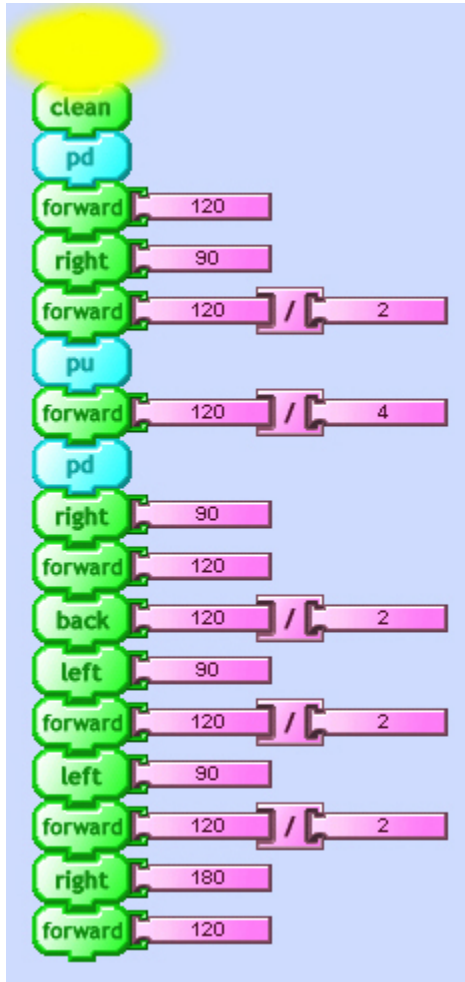 clean
pd
forward 120
right 90
forward 120 / 2
pu
forward 120 / 4
pd
right 90
forward 120
back 120 / 2
left 90
forward 120 / 2
left 90
forward 120 / 2
right 180
forward 120